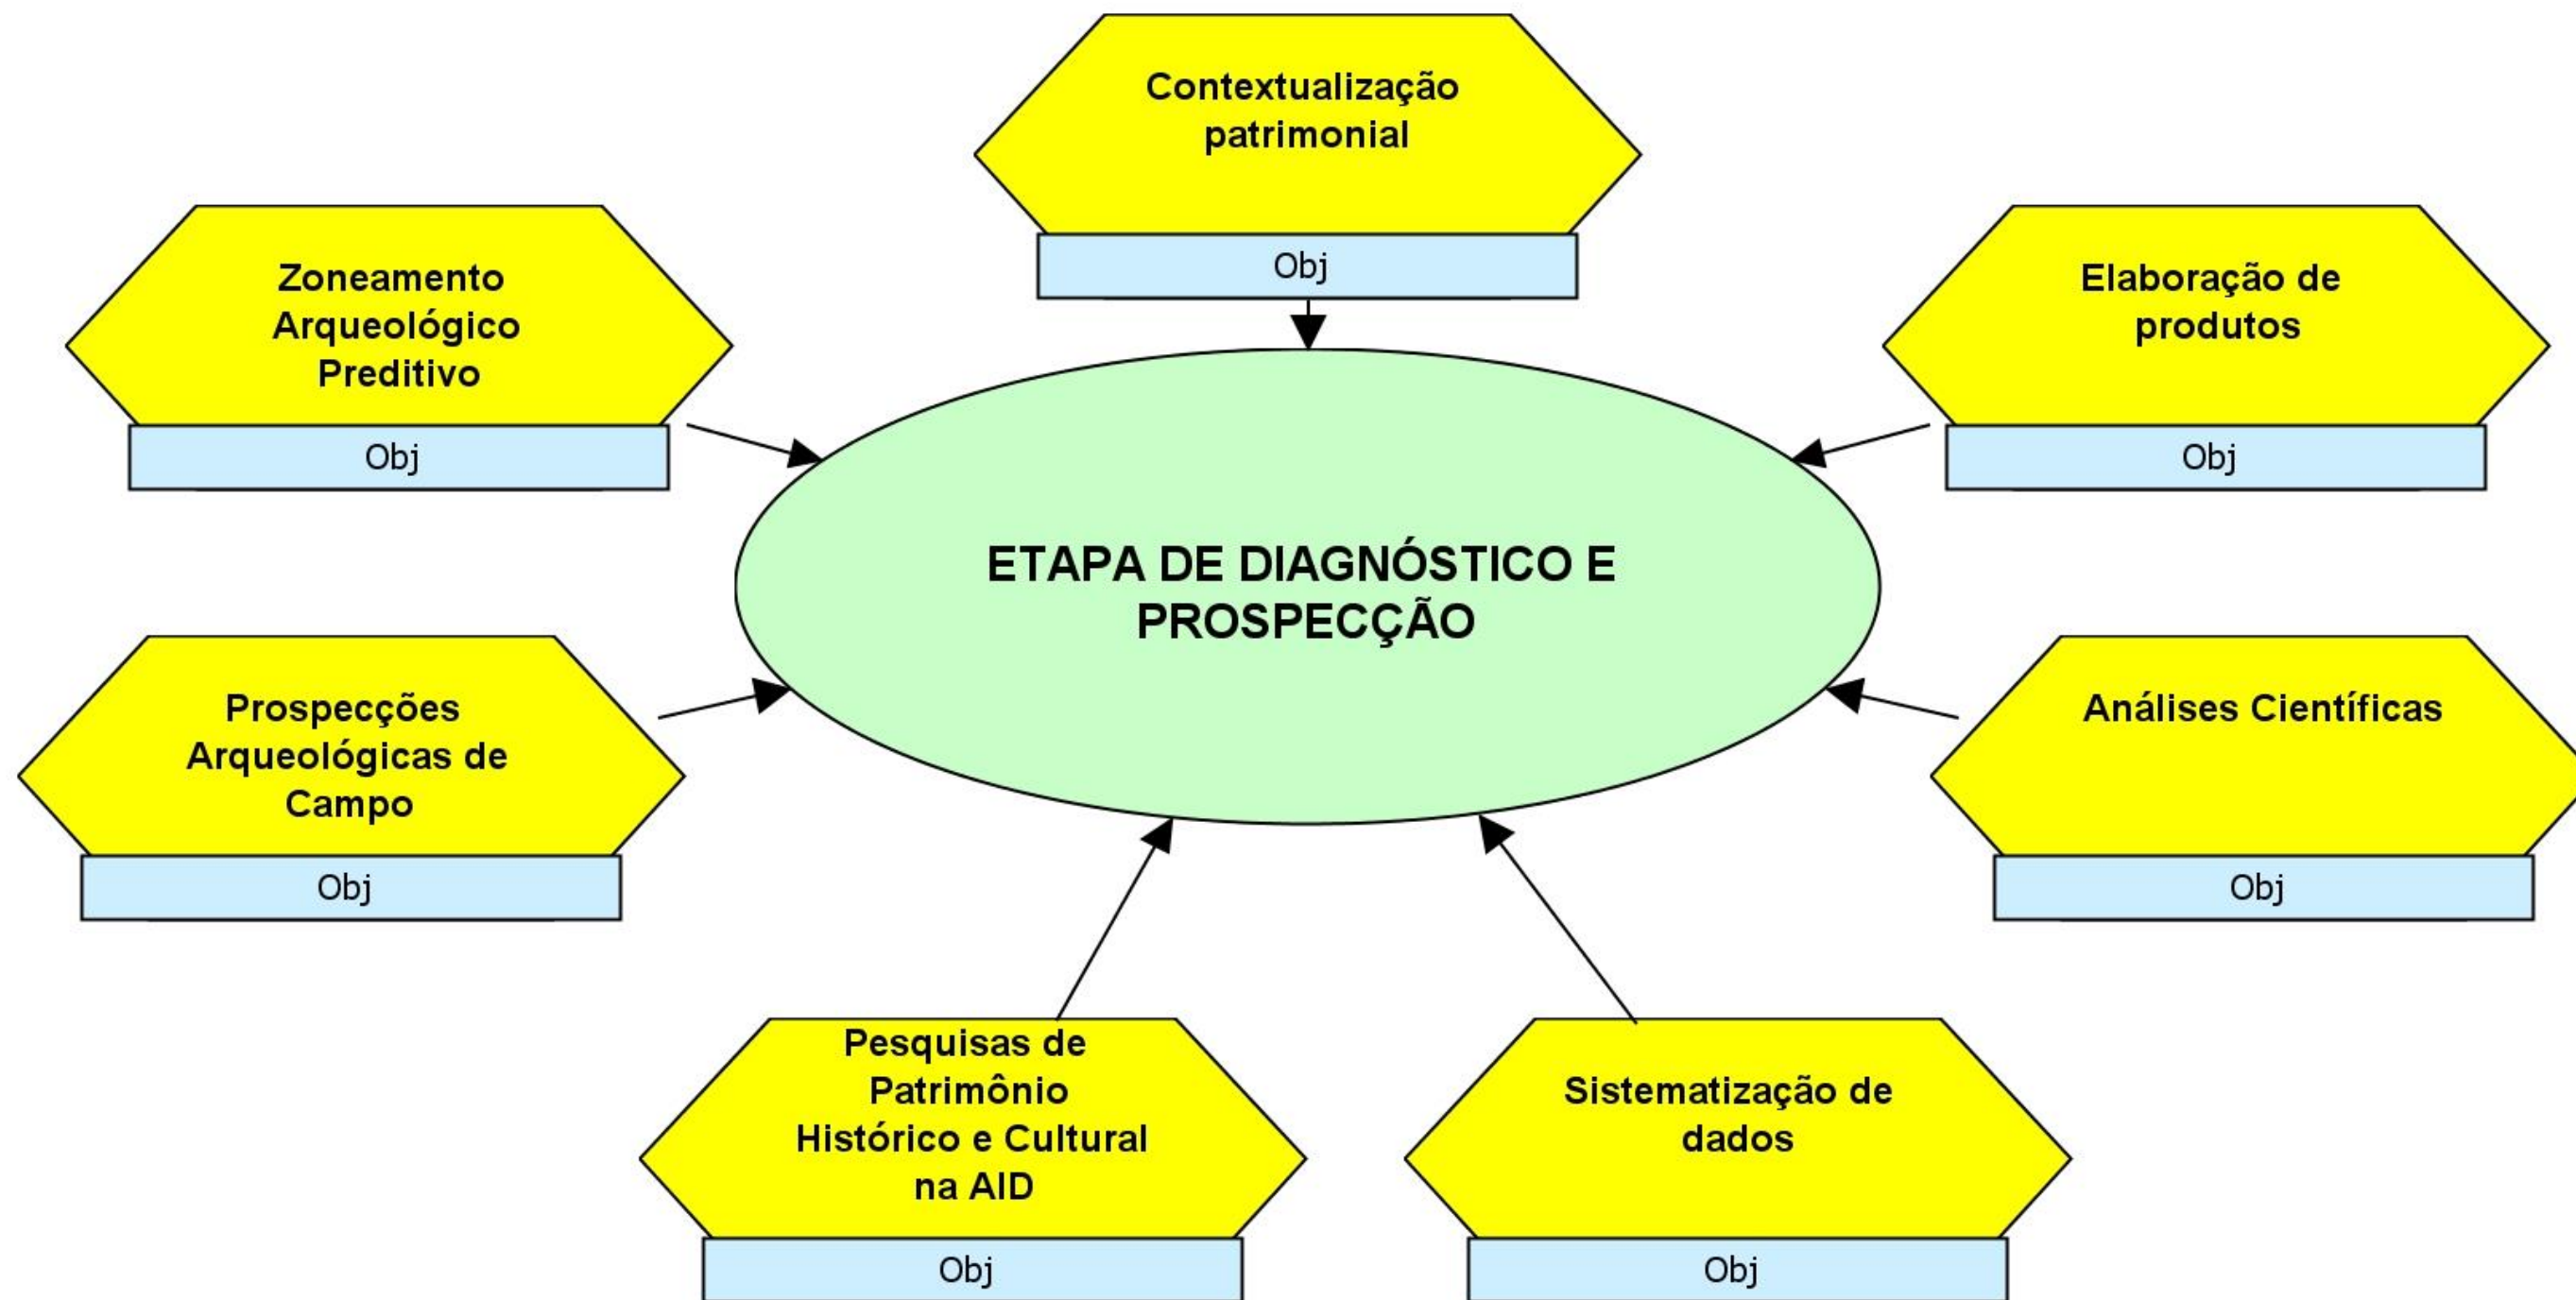 Contextualização
patrimonial
Obj
Zoneamento
Arqueológico
Preditivo
Obj
Elaboração de
produtos
Obj
ETAPA DE DIAGNÓSTICO E
PROSPECÇÃO
Prospecções
Arqueológicas de
Campo
Obj
Análises Científicas
Obj
Pesquisas de
Patrimônio
Histórico e Cultural
na AID
Obj
Sistematização de
dados
Obj